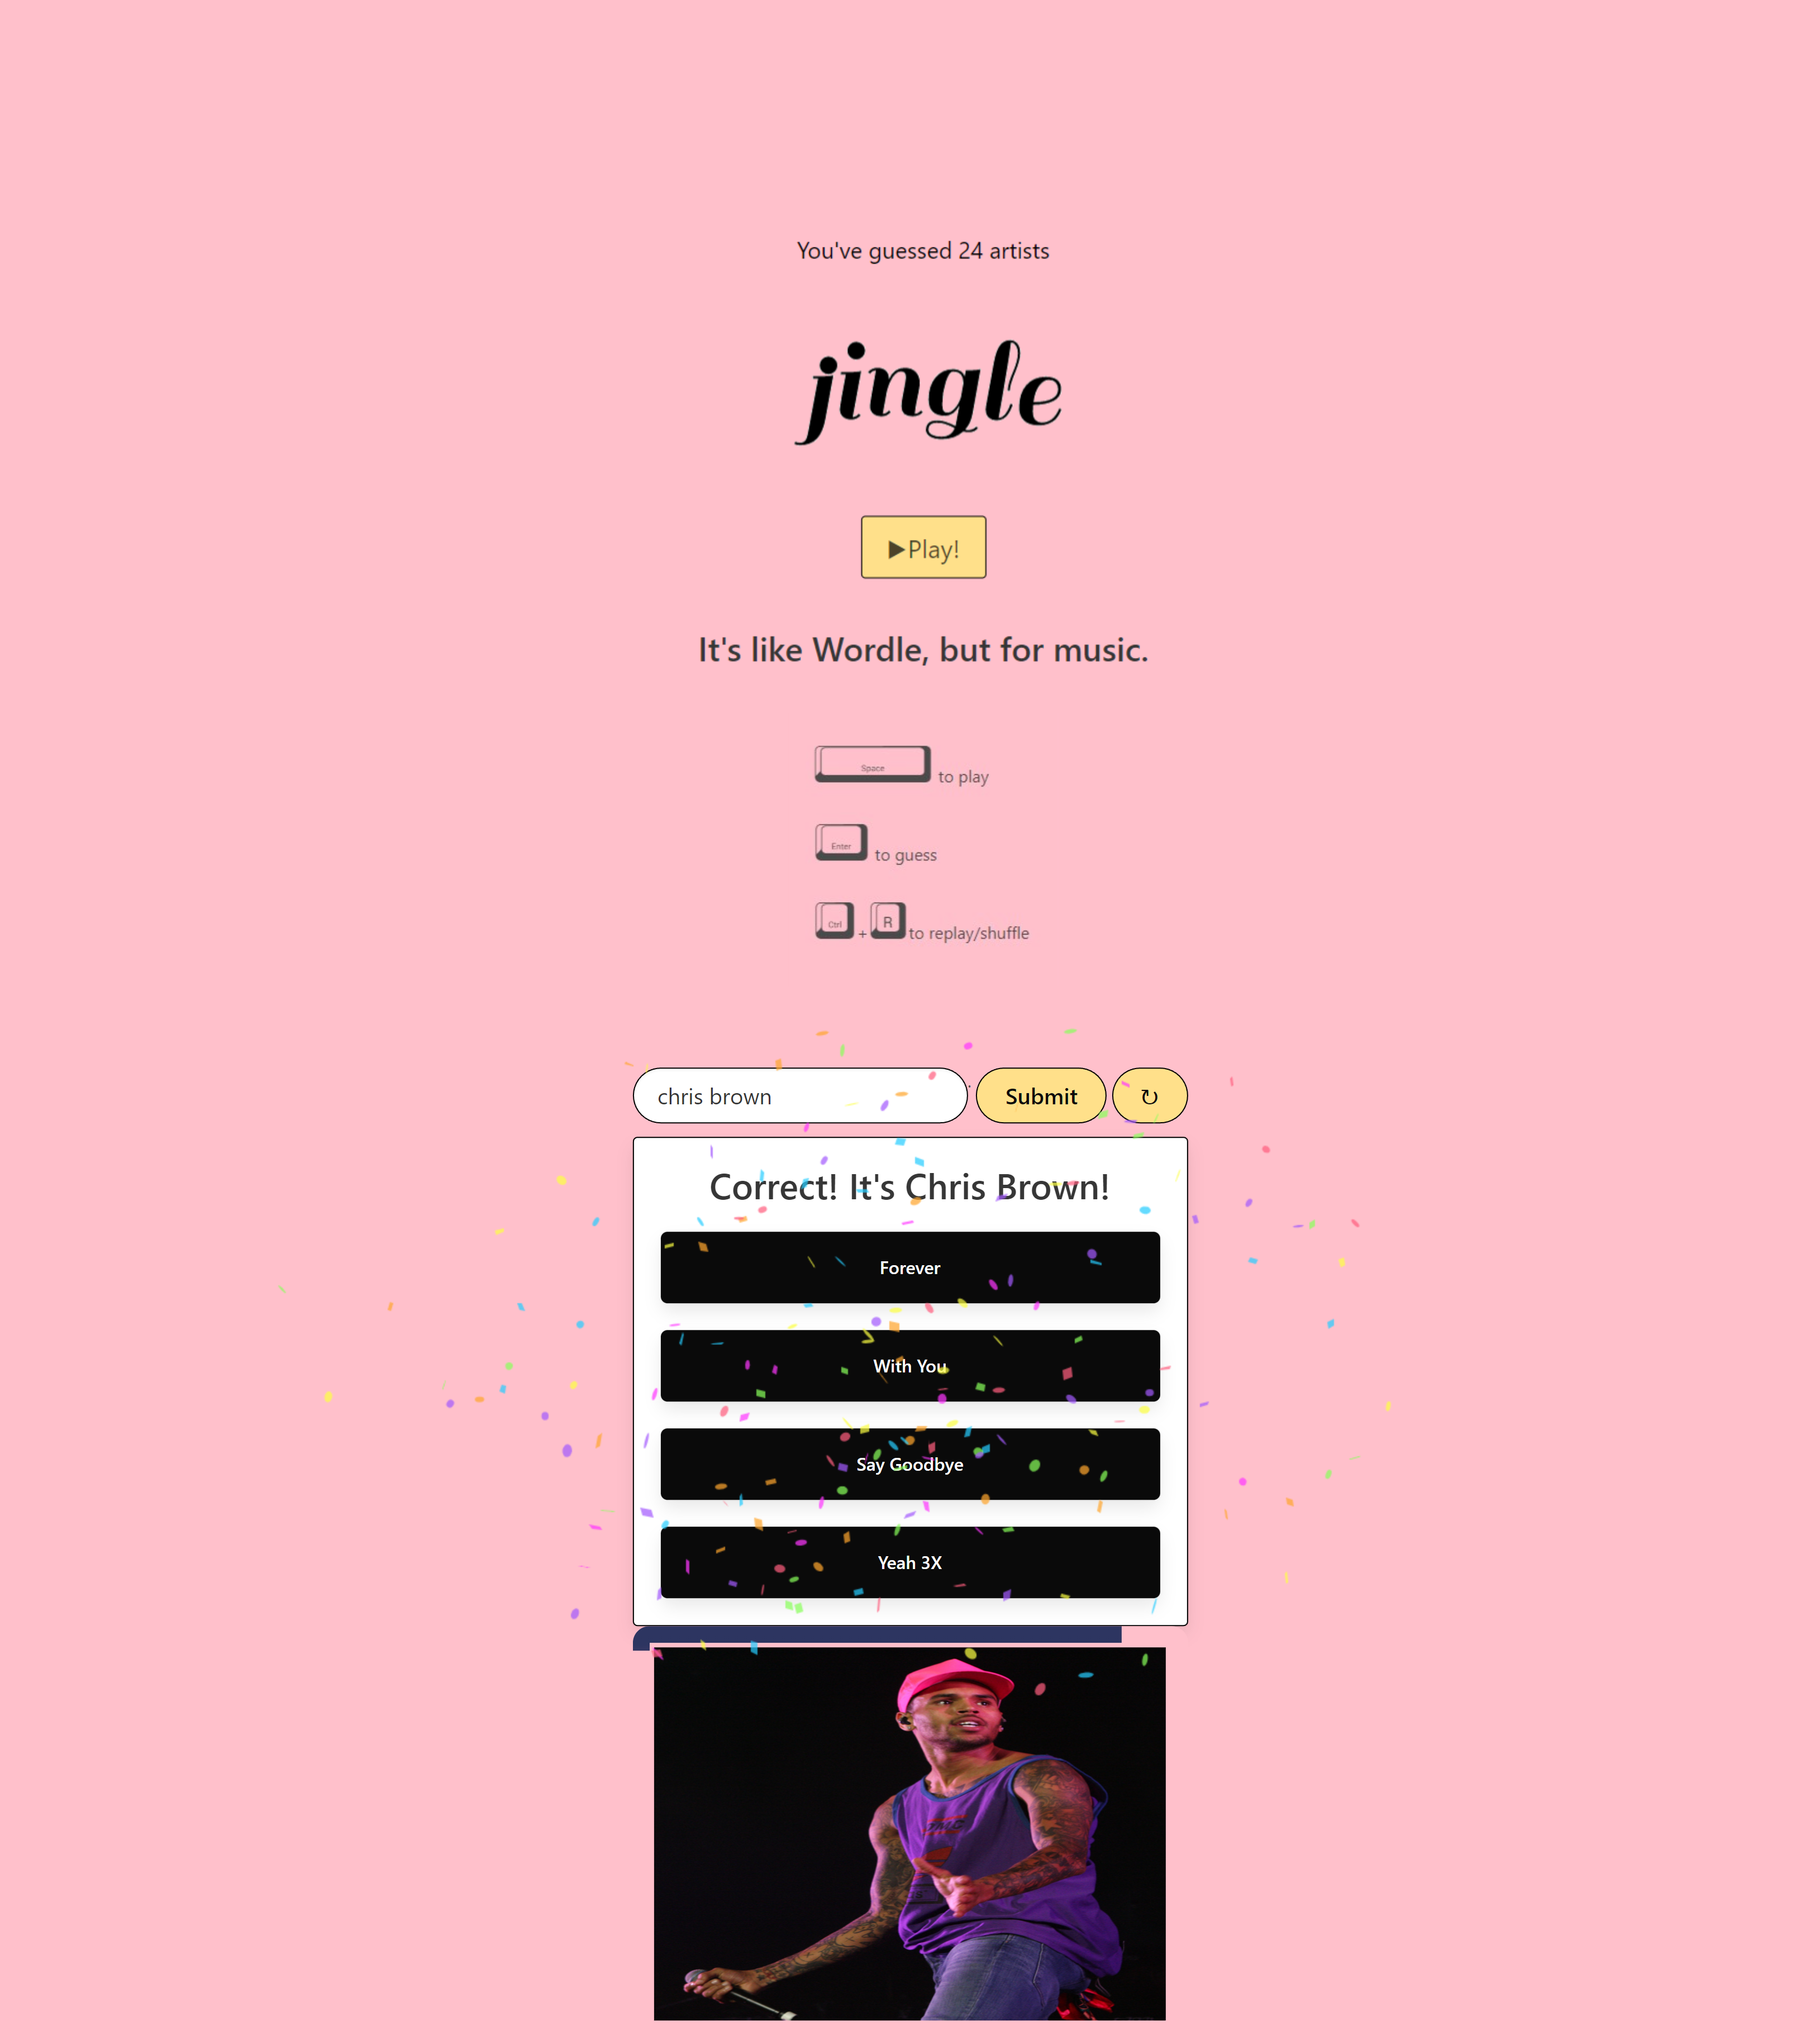 You've guessed 24 artists
jingle
▶Play!
It's like Wordle, but for music.
Space to play
Enter to guess
Ctrl + R to replay/shuffle
chris brown
Submit ↻
Correct! It's Chris Brown!
Forever
With You
Say Goodbye
Yeah 3X